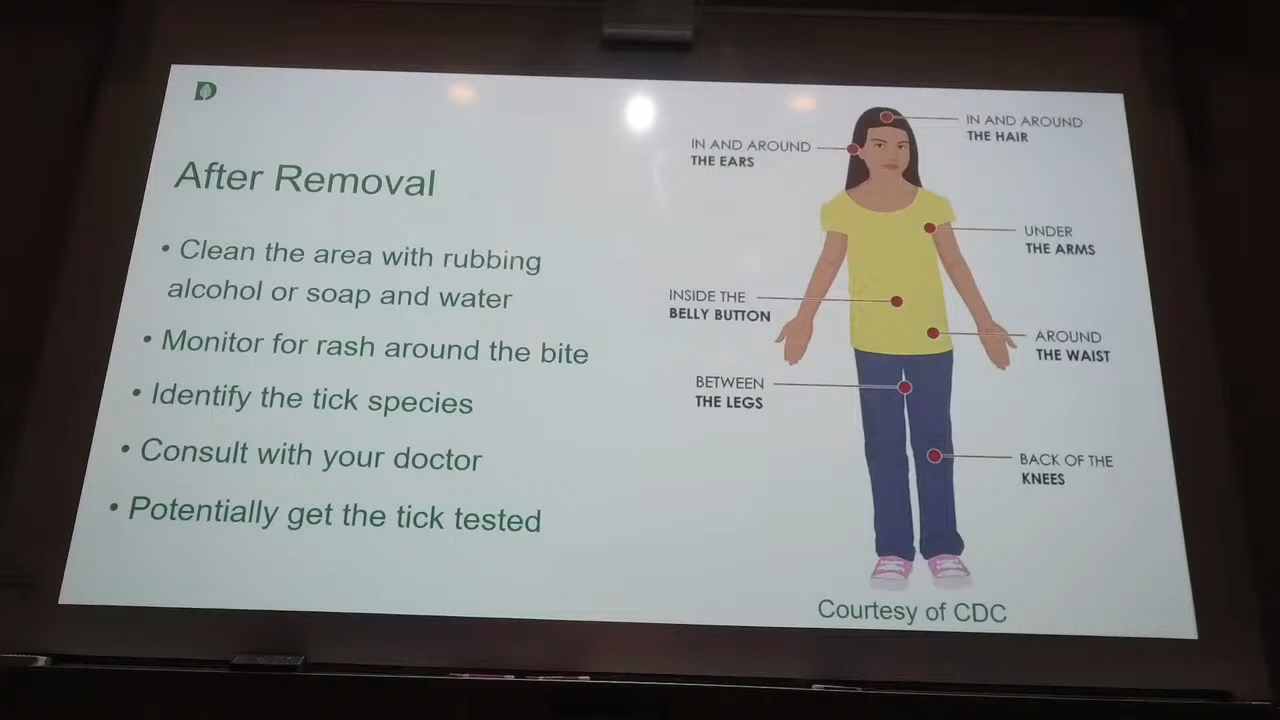 D
After Removal
• Clean the area with rubbing
alcohol or soap and water
• Monitor for rash around the bite
• Identify the tick species
• Consult with your doctor
• Potentially get the tick tested
IN AND AROUND
THE HAIR
IN AND AROUND
THE EARS
UNDER
THE ARMS
INSIDE THE
BELLY BUTTON
AROUND
THE WAIST
BETWEEN
THE LEGS
BACK OF THE
KNEES
Courtesy of CDC